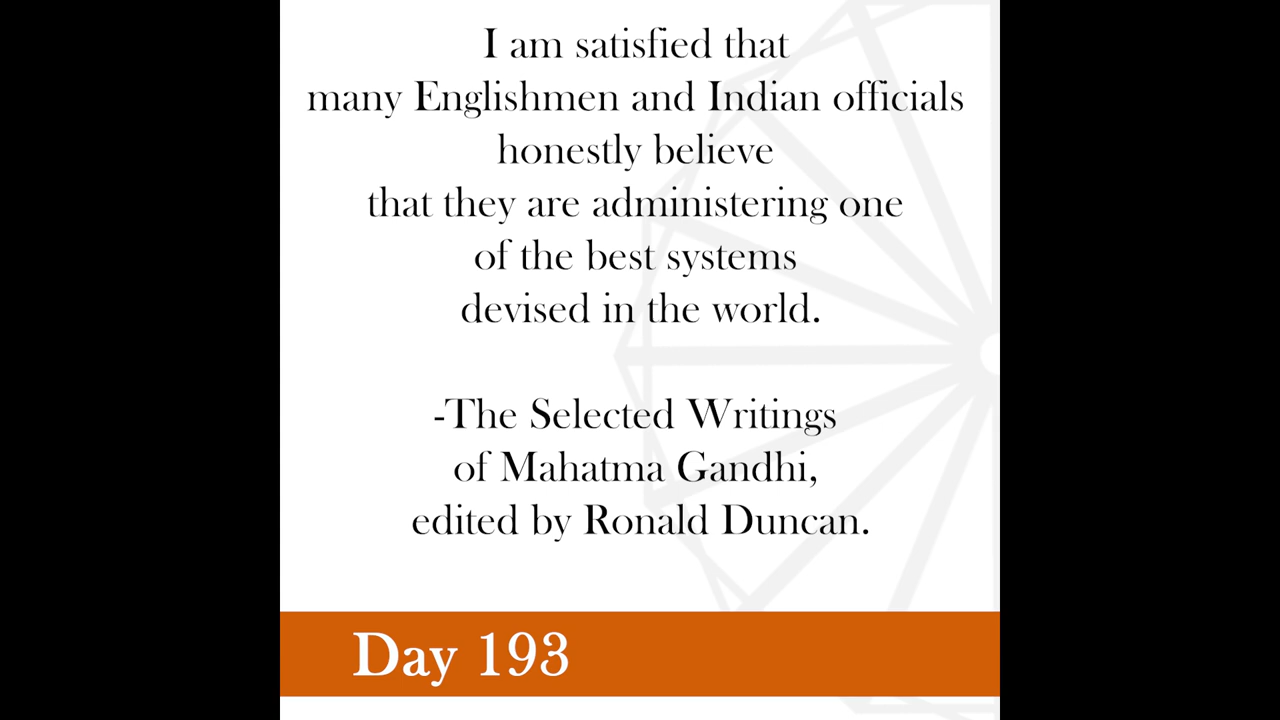 I am satisfied that
many Englishmen and Indian officials
honestly believe
that they are administering one
of the best systems
devised in the world.
-The Selected Writings
of Mahatma Gandhi,
edited by Ronald Duncan.
Day 193